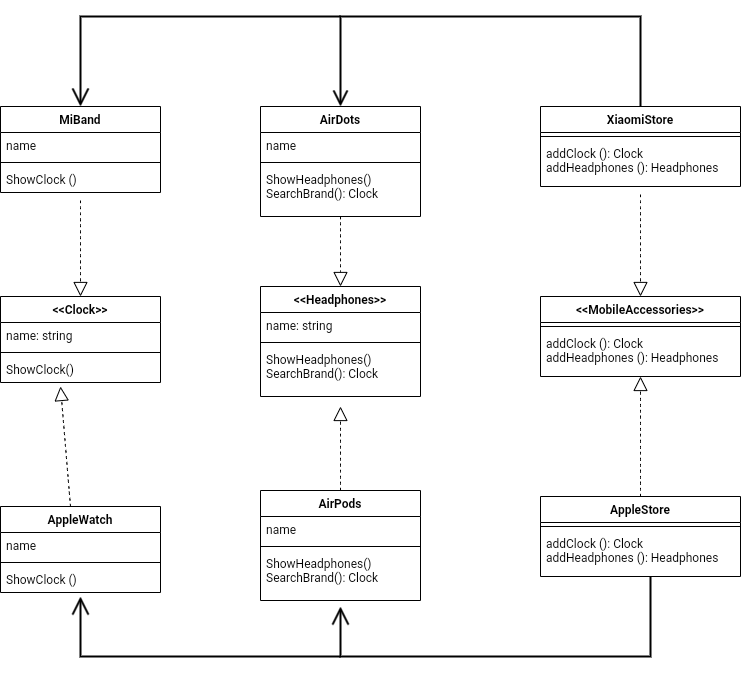 MiBand
name
ShowClock ()
AirDots
name
ShowHeadphones()
SearchBrand(): Clock
XiaomiStore
addClock (): Clock
addHeadphones (): Headphones
<<Clock>>
name: string
ShowClock()
<<Headphones>>
name: string
ShowHeadphones()
SearchBrand(): Clock
<<MobileAccessories>>
addClock (): Clock
addHeadphones (): Headphones
AppleWatch
name
ShowClock ()
AirPods
name
ShowHeadphones()
SearchBrand(): Clock
AppleStore
addClock (): Clock
addHeadphones (): Headphones